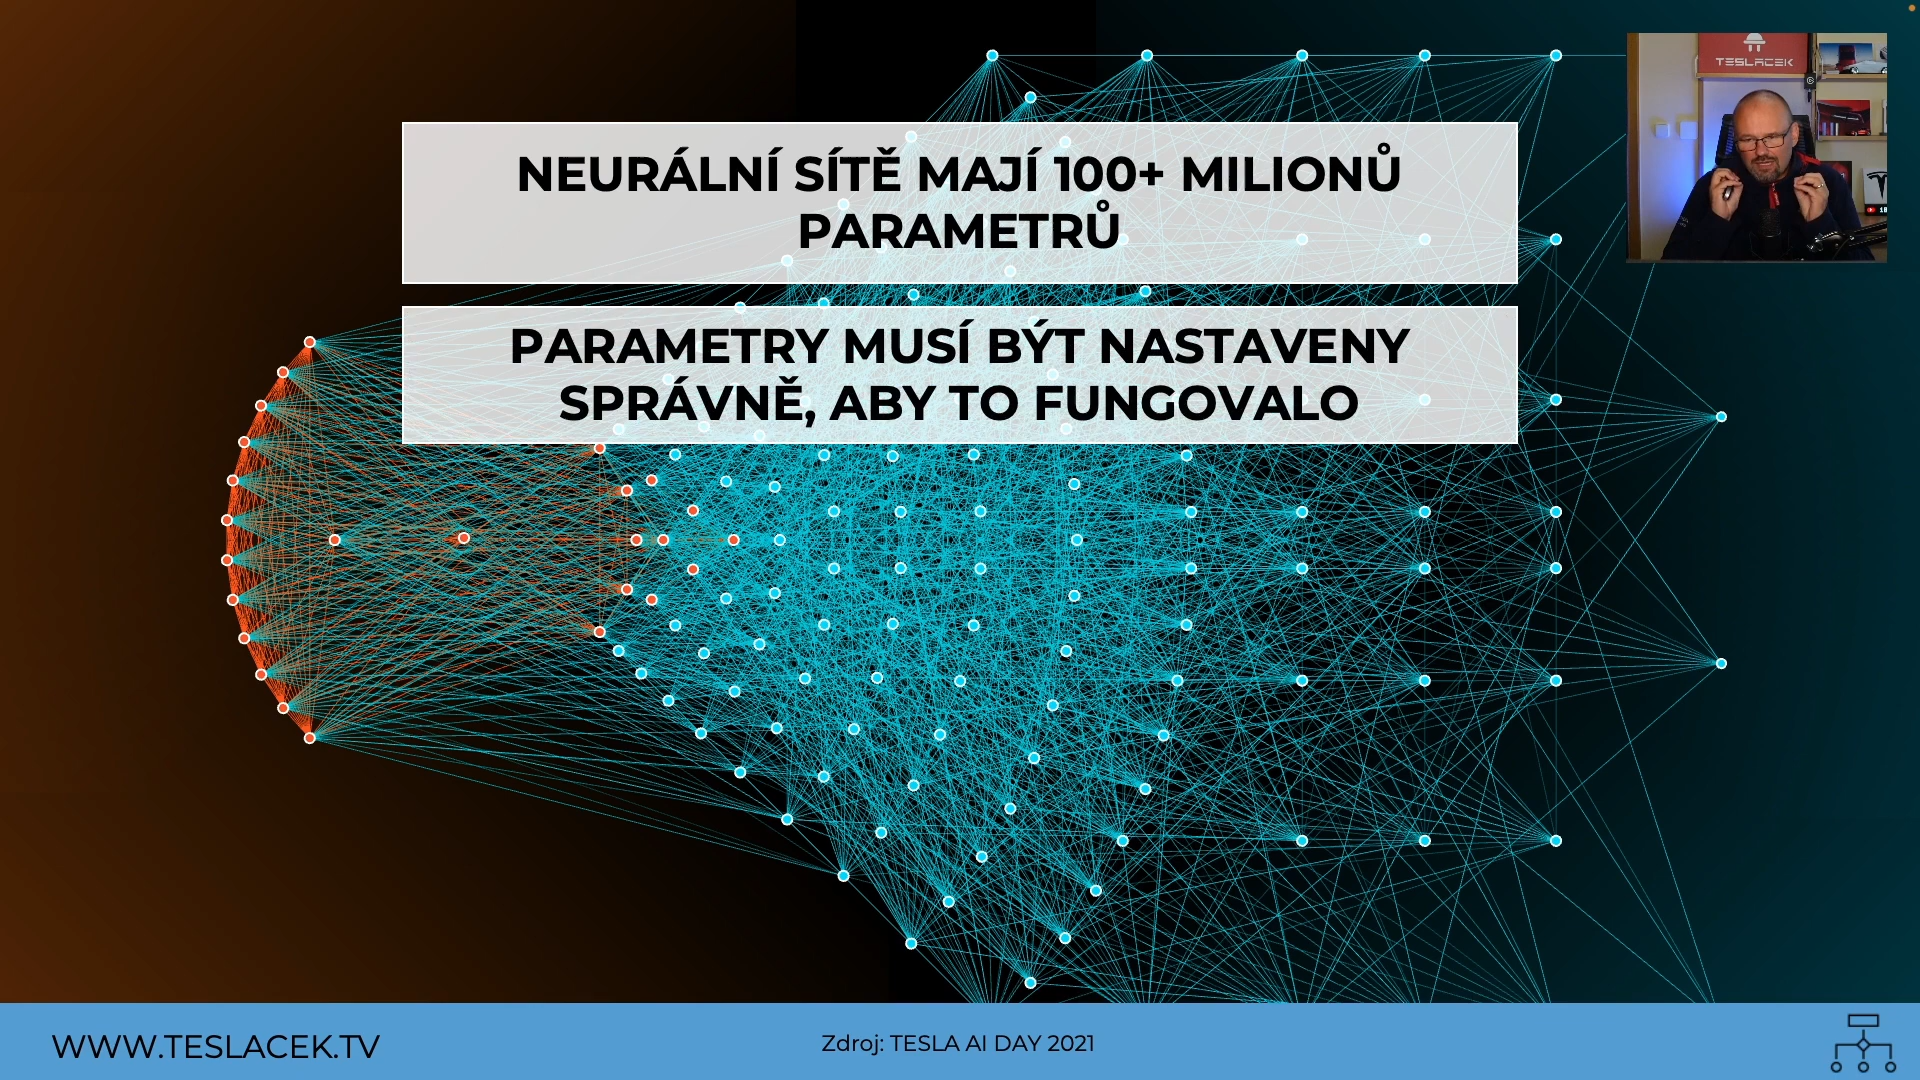 TESLACEK
NEURÁLNÍ SÍTĚ MAJÍ 100+ MILIONŮ
PARAMETRŮ
PARAMETRY MUSÍ BÝT NASTAVENY
SPRÁVNĚ, ABY TO FUNGOVALO
WWW.TESLACEK.TV
Zdroj: TESLA AI DAY 2021